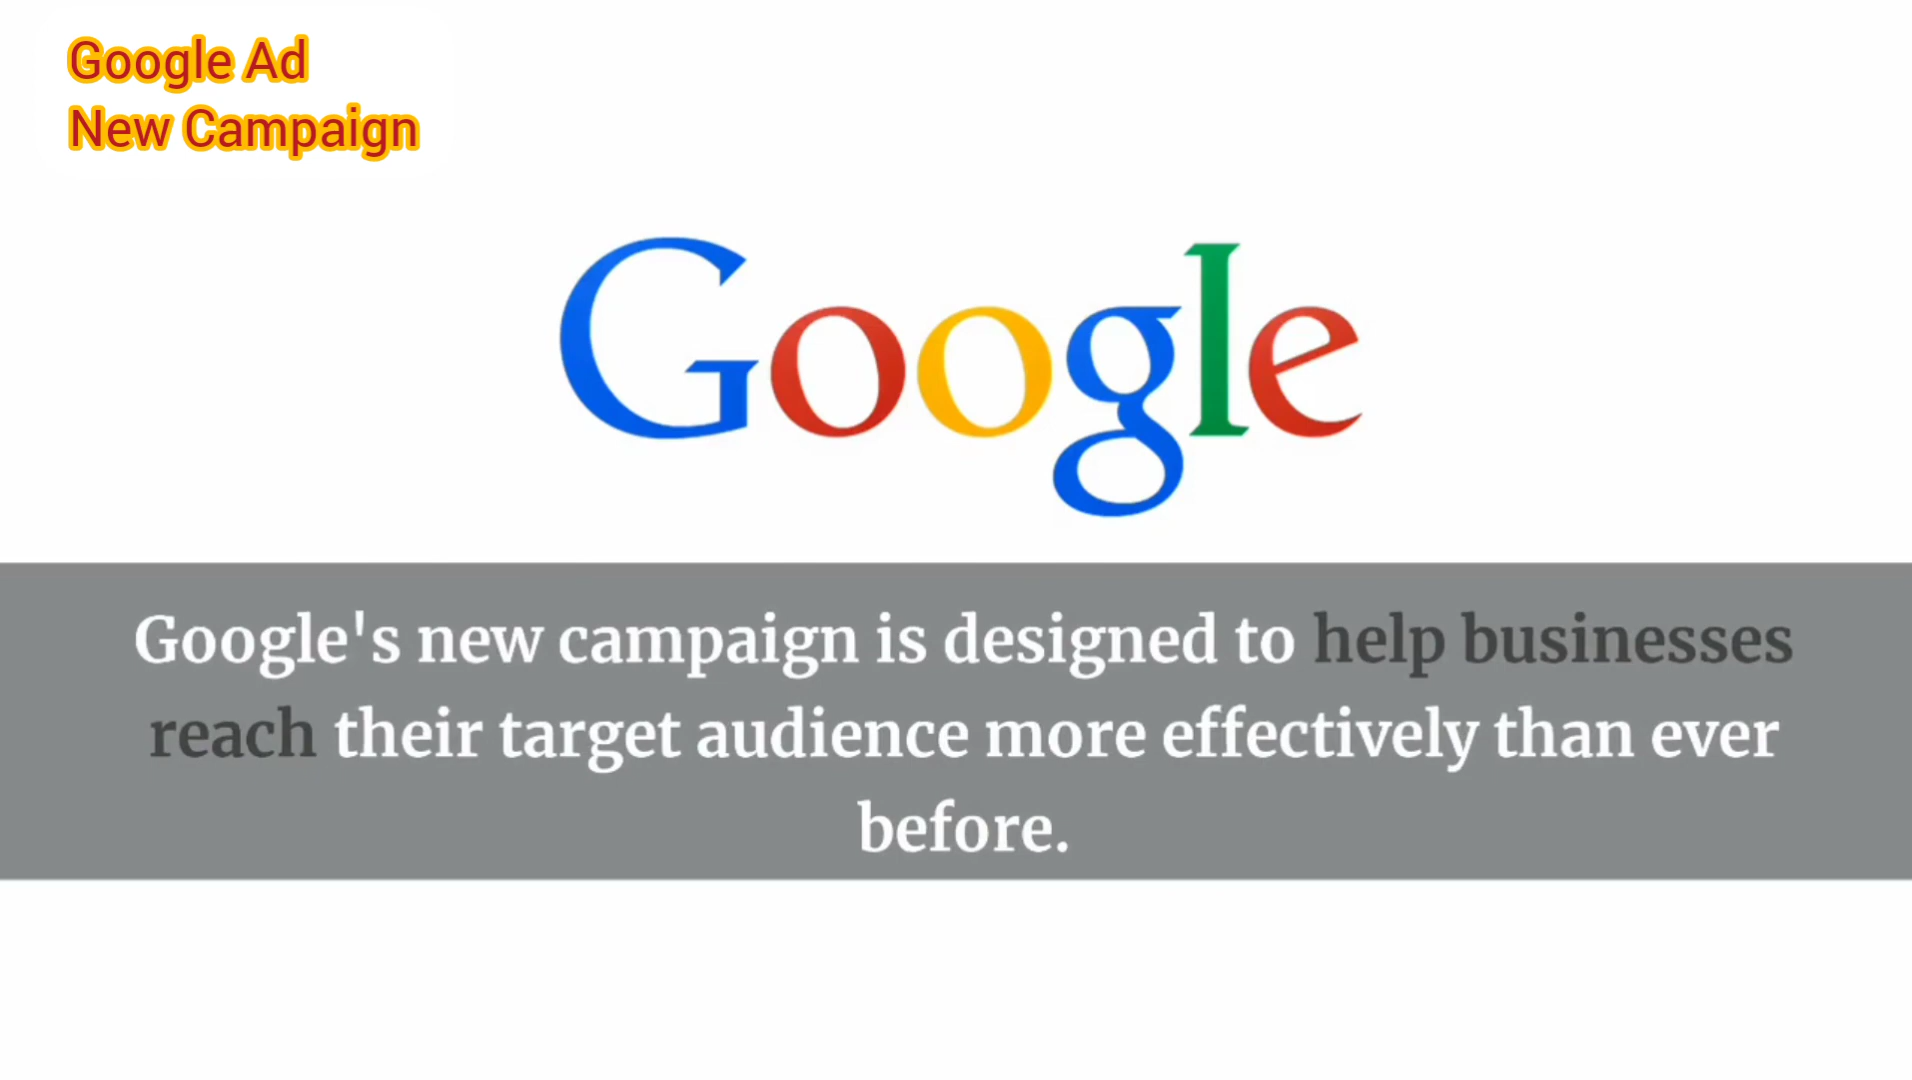 Google Ad
New Campaign
Google
Google's new campaign is designed to help businesses
reach their target audience more effectively than ever
before.